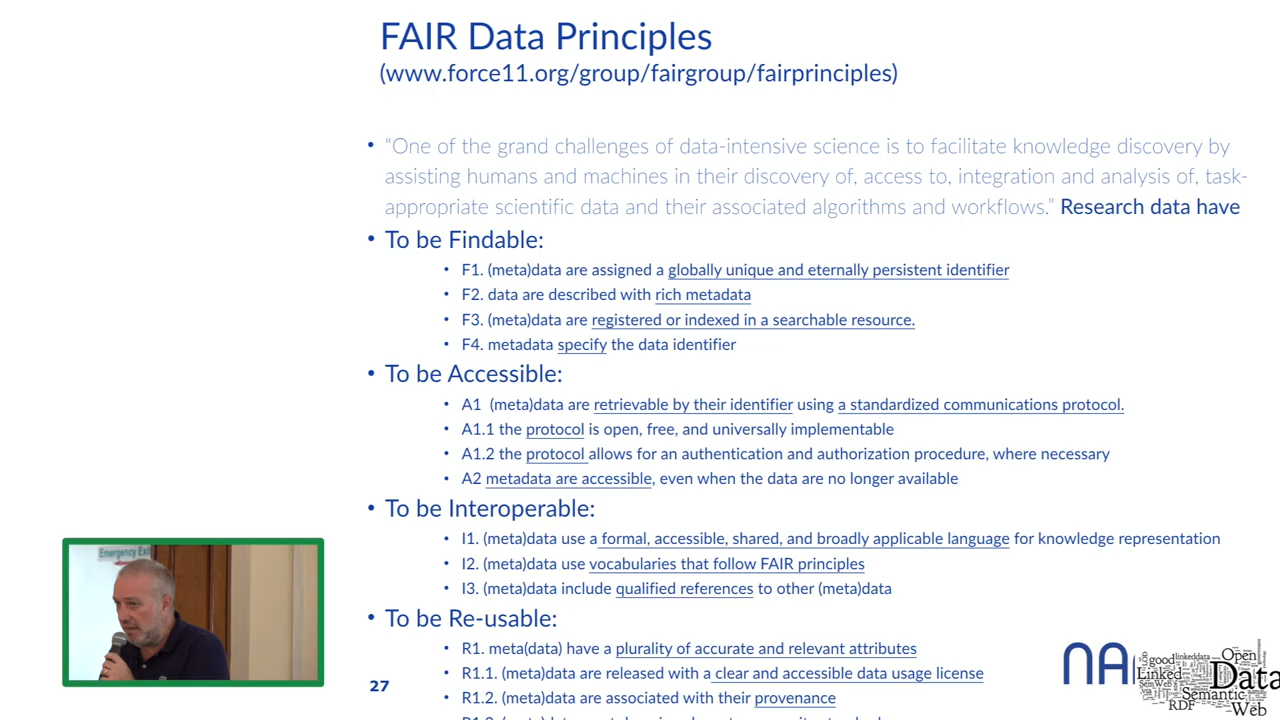 FAIR Data Principles
(www.force11.org/group/fairgroup/fairprinciples)
• “One of the grand challenges of data-intensive science is to facilitate knowledge discovery by
assisting humans and machines in their discovery of, access to, integration and analysis of, task-
appropriate scientific data and their associated algorithms and workflows.” Research data have
• To be Findable:
• F1. (meta)data are assigned a globally unique and eternally persistent identifier
• F2. data are described with rich metadata
• F3. (meta)data are registered or indexed in a searchable resource.
• F4. metadata specify the data identifier
• To be Accessible:
• A1 (meta)data are retrievable by their identifier using a standardized communications protocol.
• A1.1 the protocol is open, free, and universally implementable
• A1.2 the protocol allows for an authentication and authorization procedure, where necessary
• A2 metadata are accessible, even when the data are no longer available
• To be Interoperable:
• I1. (meta)data use a formal, accessible, shared, and broadly applicable language for knowledge representation
• I2. (meta)data use vocabularies that follow FAIR principles
• I3. (meta)data include qualified references to other (meta)data
• To be Re-usable:
• R1. meta(data) have a plurality of accurate and relevant attributes
• R1.1. (meta)data are released with a clear and accessible data usage license
• R1.2. (meta)data are associated with their provenance
27
Emergency Exit
NA
good linkeddata Open
Linked Data
Semantic
RDF Web